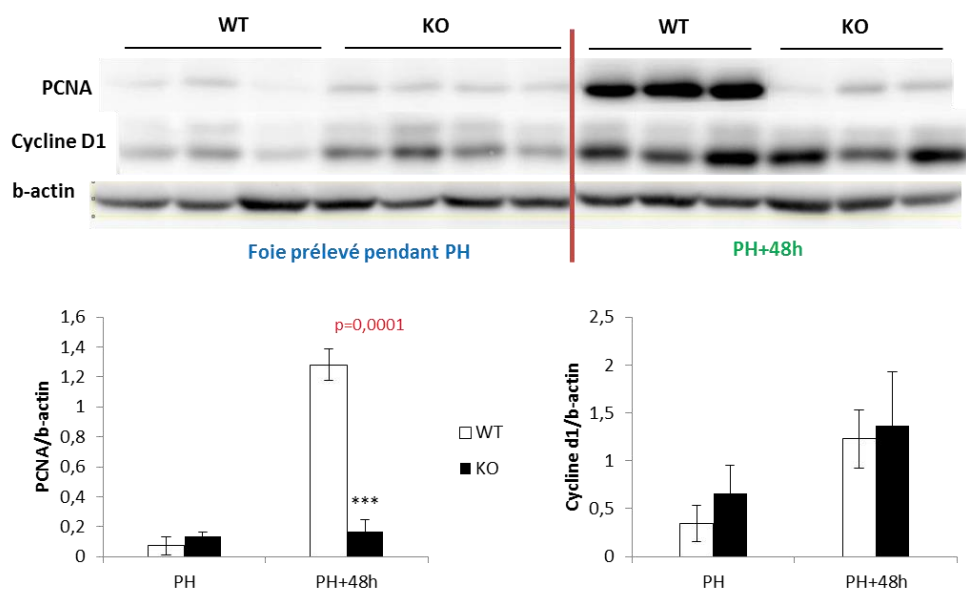 WT KO WT KO
PCNA
Cycline D1
b-actin
Foie prélevé pendant PH PH+48h
1,6
1,4
1,2
1
0,8
0,6
0,4
0,2
0
PCNA/b-actin
p=0,0001
***
PH PH+48h
WT
KO
2,5
2
1,5
1
0,5
0
Cycline d1/b-actin
PH PH+48h